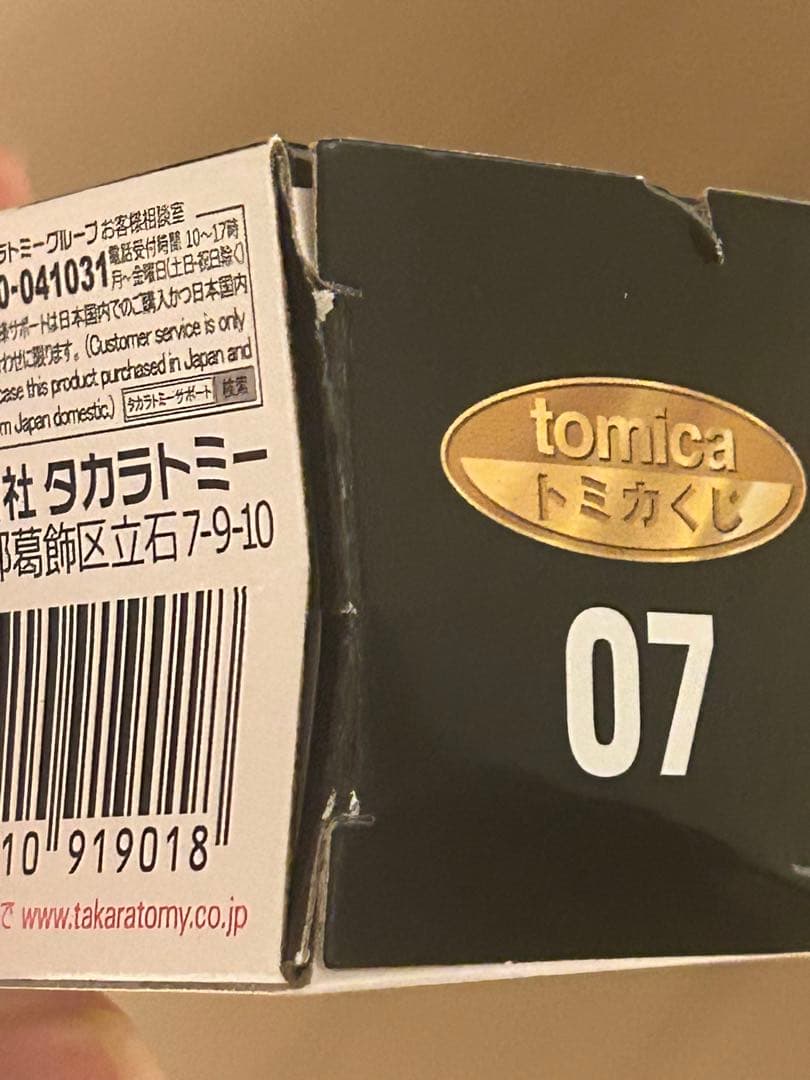 ラトミーグループお客様相談室
0-041031
電話受付時間 10〜17時
月〜金曜日(土・日・祝日除く)
様サポートは日本国内でのご購入かつ日本国内
わせに限ります。(Customer service is only
case this product purchased in Japan and
m Japan domestic.)
タカラトミーサポート 検索
社 タカラトミー
葛飾区立石7-9-10
10 919018
で www.takaratomy.co.jp
tomica
トミカくじ
07